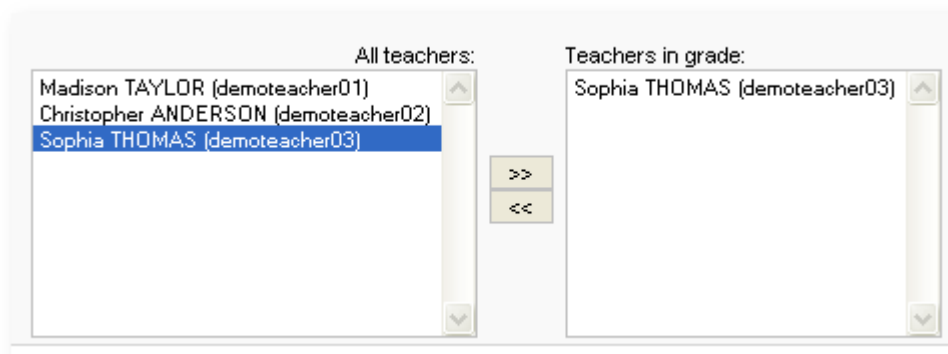 All teachers:
Madison TAYLOR (demoteacher01)
Christopher ANDERSON (demoteacher02)
Sophia THOMAS (demoteacher03)
>>
<<
Teachers in grade:
Sophia THOMAS (demoteacher03)